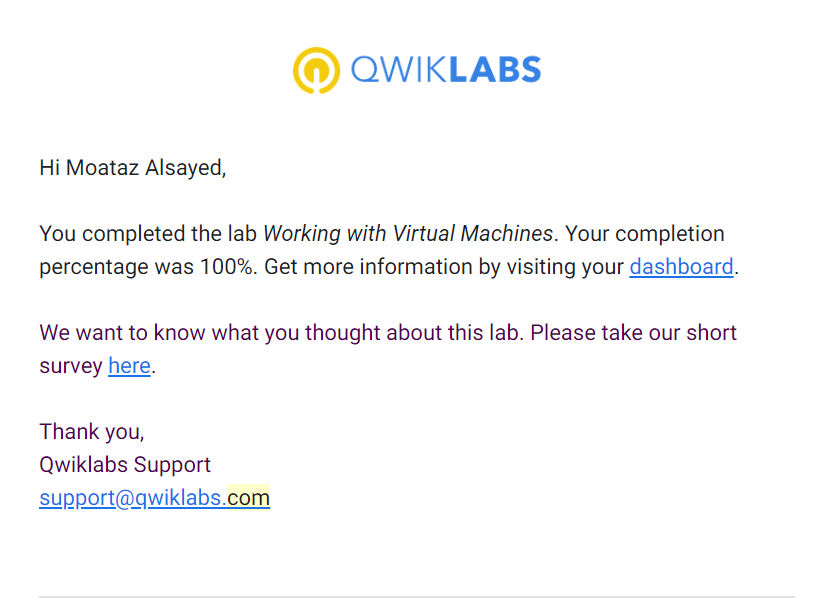 QWIKLABS
Hi Moataz Alsayed,
You completed the lab Working with Virtual Machines. Your completion
percentage was 100%. Get more information by visiting your dashboard.
We want to know what you thought about this lab. Please take our short
survey here.
Thank you,
Qwiklabs Support
support@qwiklabs.com